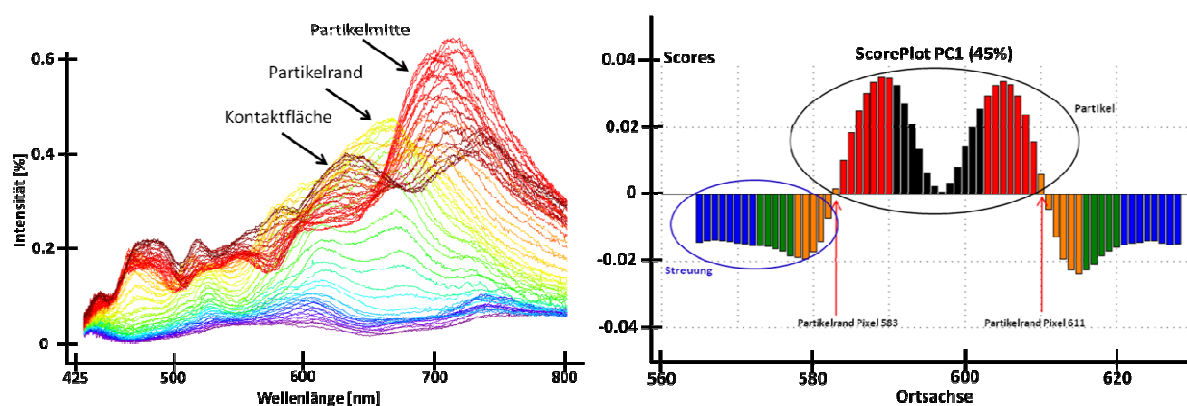 Partikelmitte
Partikelrand
Kontaktfläche
Intensität [%]
0.6
0.4
0.2
0
425
500
600
700
800
Wellenlänge [nm]
ScorePlot PC1 (45%)
Scores
0.04
0.02
0
-0.02
-0.04
Partikel
Streuung
Partikelrand Pixel 583
Partikelrand Pixel 611
560
580
600
620
Ortsachse